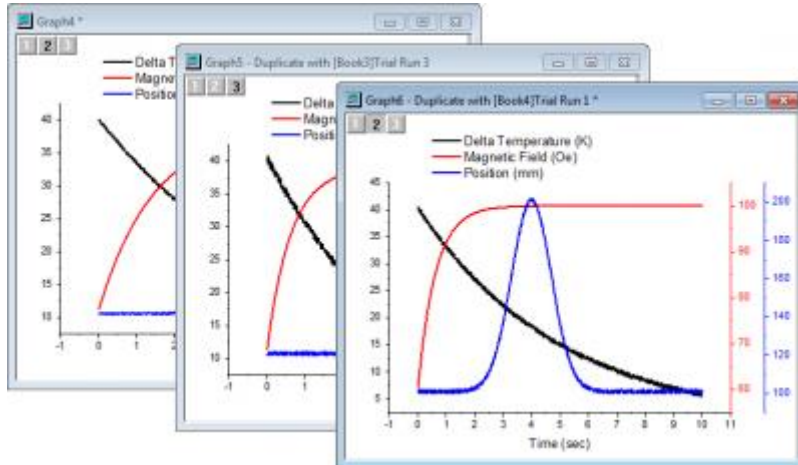 Graph4 *
1 2 3
Delta T
Magne
Position
40
35
30
25
20
15
10
-1 0 1 2
Graph5 - Duplicate with [Book3]Trial Run 3
1 2 3
Delta
Magn
Positi
40
35
30
25
20
15
10
-1 0 1
Graph6 - Duplicate with [Book4]Trial Run 1 *
1 2 3
Delta Temperature (K)
Magnetic Field (Oe)
Position (mm)
45
40
35
30
25
20
15
10
5
-1 0 1 2 3 4 5 6 7 8 9 10 11
Time (sec)
100
90
80
70
60
200
180
160
140
120
100